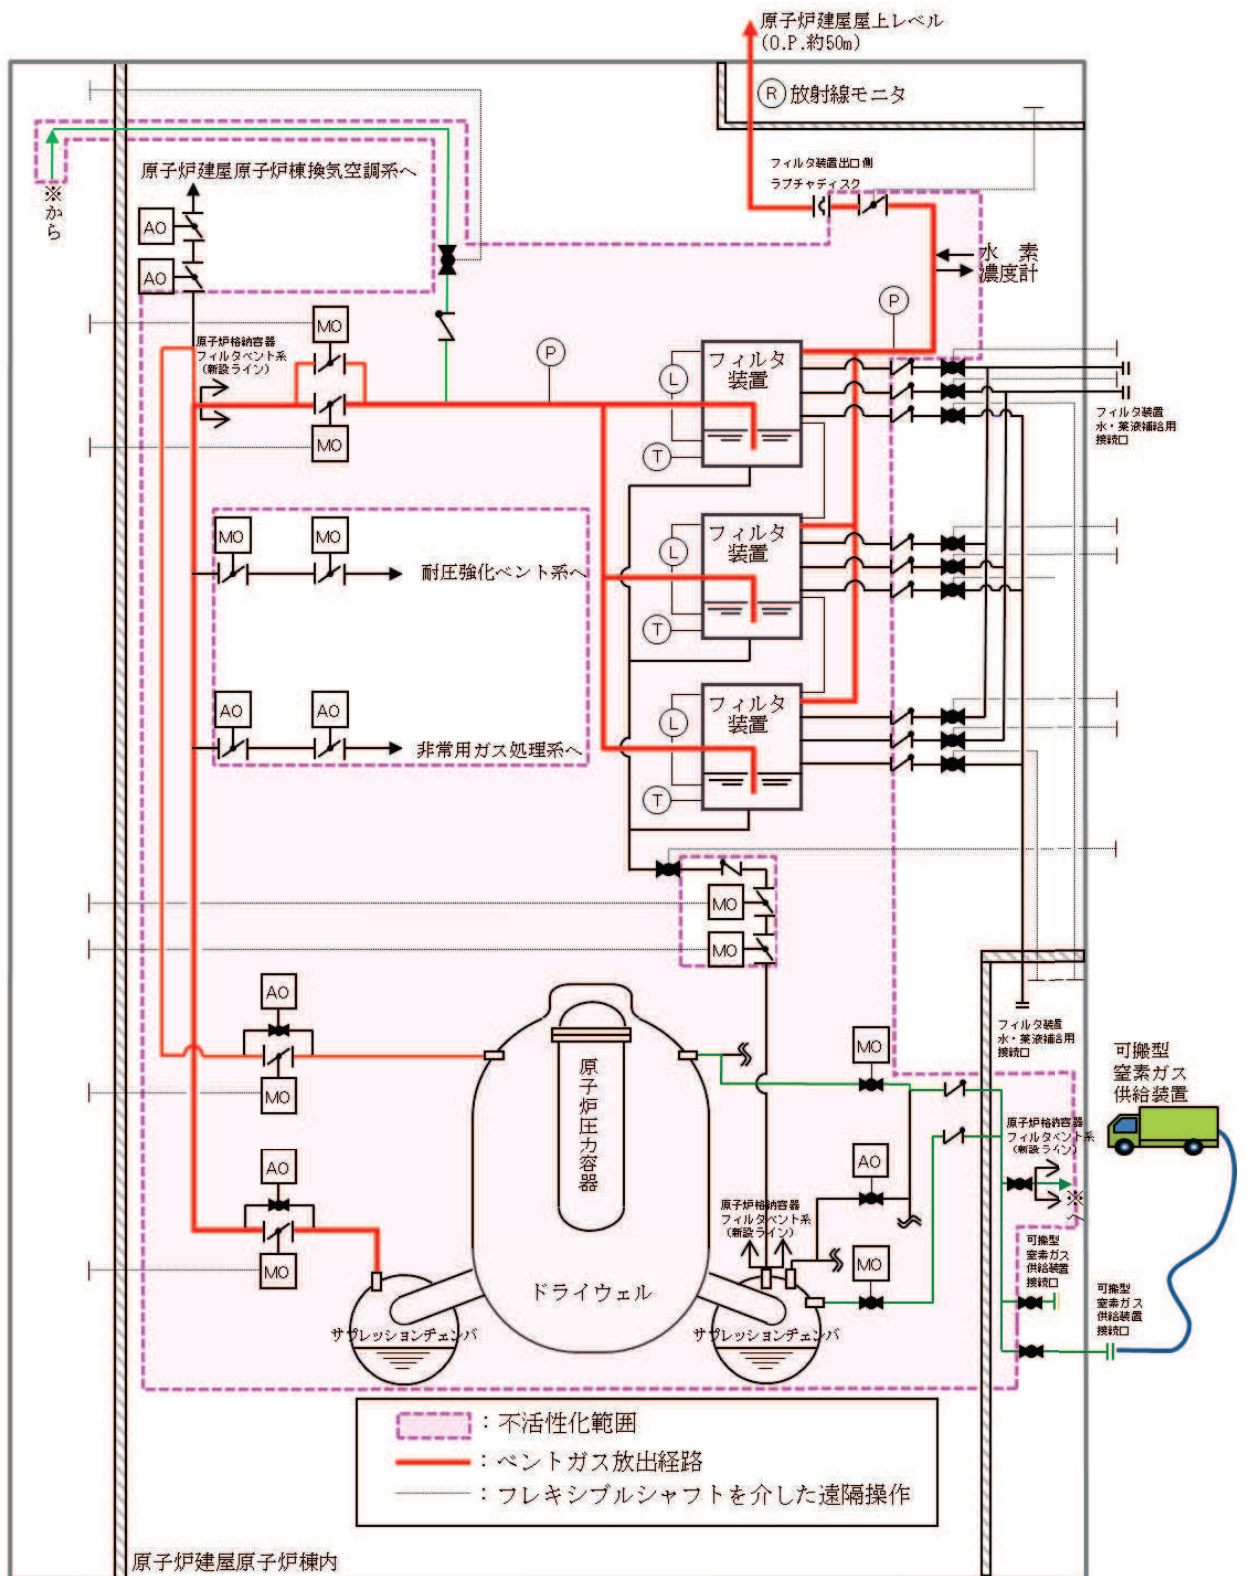 原子炉建屋屋上レベル
(O.P.約50m)
R 放射線モニタ
フィルタ装置出口側
ラプチャディスク
原子炉建屋原子炉棟換気空調系へ
※から
AO
AO
水素
濃度計
P
MO
原子炉格納容器
フィルタベント系
(新設ライン)
P
MO
フィルタ
装置
L
T
フィルタ装置
水・薬液補給用
接続口
MO
MO
耐圧強化ベント系へ
フィルタ
装置
L
T
AO
AO
非常用ガス処理系へ
フィルタ
装置
L
T
MO
MO
AO
MO
原子炉圧力容器
MO
フィルタ装置
水・薬液補給用
接続口
可搬型
窒素ガス
供給装置
原子炉格納容器
フィルタベント系
(新設ライン)
※へ
AO
MO
AO
原子炉格納容器
フィルタベント系
(新設ライン)
MO
ドライウェル
サプレッションチェンバ
サプレッションチェンバ
可搬型
窒素ガス
供給装置
接続口
可搬型
窒素ガス
供給装置
接続口
：不活性化範囲
：ベントガス放出経路
：フレキシブルシャフトを介した遠隔操作
原子炉建屋原子炉棟内